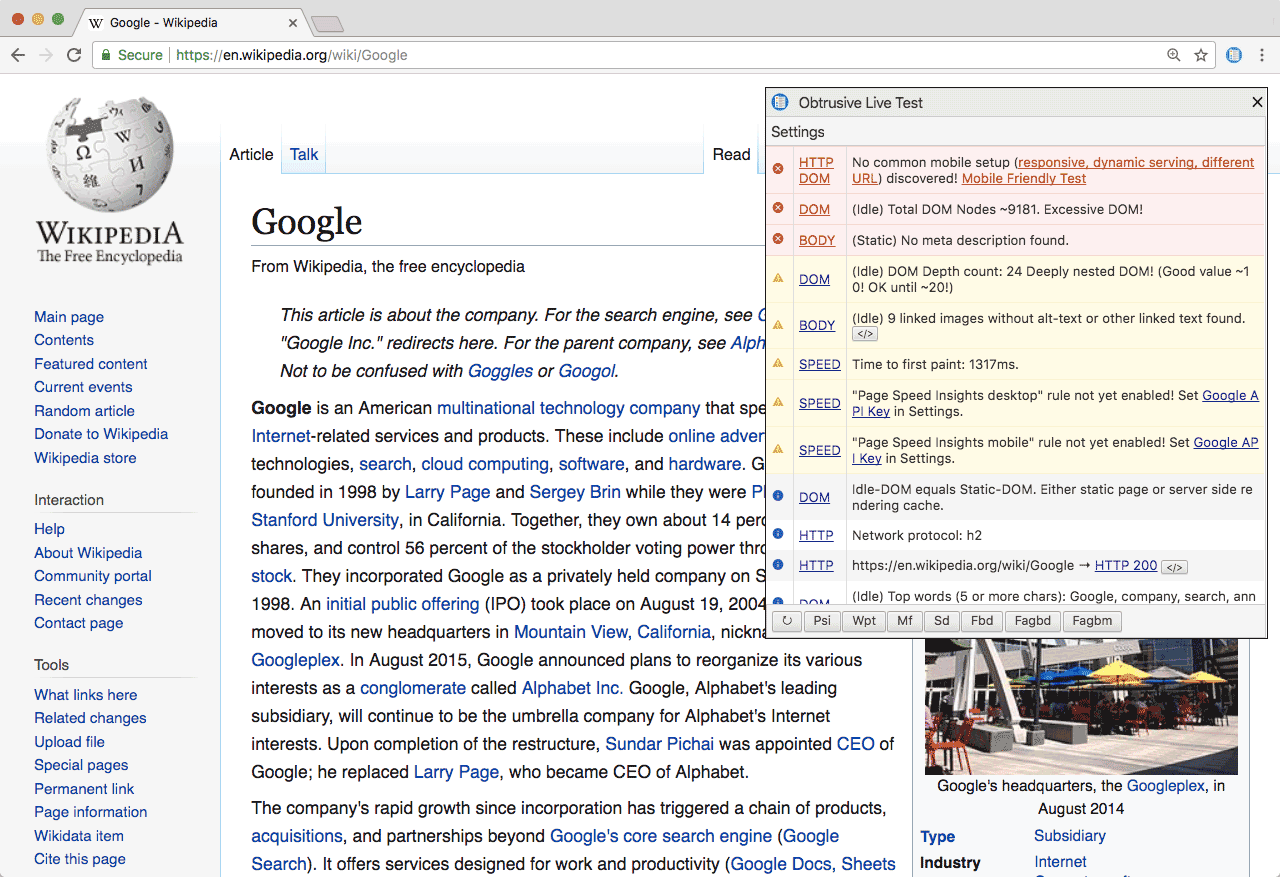 Google - Wikipedia
Secure
https://en.wikipedia.org/wiki/Google
WIKIPEDIA
The Free Encyclopedia
Main page
Contents
Featured content
Current events
Random article
Donate to Wikipedia
Wikipedia store
Interaction
Help
About Wikipedia
Community portal
Recent changes
Contact page
Tools
What links here
Related changes
Upload file
Special pages
Permanent link
Page information
Wikidata item
Cite this page
Article
Talk
Read
Google
From Wikipedia, the free encyclopedia
This article is about the company. For the search engine, see
"Google Inc." redirects here. For the parent company, see Alph
Not to be confused with Goggles or Googol.
Google is an American multinational technology company that spe
Internet-related services and products. These include online adver
technologies, search, cloud computing, software, and hardware. G
founded in 1998 by Larry Page and Sergey Brin while they were P
Stanford University, in California. Together, they own about 14 perc
shares, and control 56 percent of the stockholder voting power thro
stock. They incorporated Google as a privately held company on S
1998. An initial public offering (IPO) took place on August 19, 2004
moved to its new headquarters in Mountain View, California, nickna
Googleplex. In August 2015, Google announced plans to reorganize its various
interests as a conglomerate called Alphabet Inc. Google, Alphabet's leading
subsidiary, will continue to be the umbrella company for Alphabet's Internet
interests. Upon completion of the restructure, Sundar Pichai was appointed CEO of
Google; he replaced Larry Page, who became CEO of Alphabet.
The company's rapid growth since incorporation has triggered a chain of products,
acquisitions, and partnerships beyond Google's core search engine (Google
Search). It offers services designed for work and productivity (Google Docs, Sheets
Obtrusive Live Test
Settings
HTTP DOM
No common mobile setup (responsive, dynamic serving, different
URL) discovered! Mobile Friendly Test
DOM
(Idle) Total DOM Nodes ~9181. Excessive DOM!
BODY
(Static) No meta description found.
DOM
(Idle) DOM Depth count: 24 Deeply nested DOM! (Good value ~1
0! OK until ~20!)
BODY
(Idle) 9 linked images without alt-text or other linked text found.
</>
SPEED
Time to first paint: 1317ms.
SPEED
"Page Speed Insights desktop" rule not yet enabled! Set Google A
PI Key in Settings.
SPEED
"Page Speed Insights mobile" rule not yet enabled! Set Google AP
I Key in Settings.
DOM
Idle-DOM equals Static-DOM. Either static page or server side re
ndering cache.
HTTP
Network protocol: h2
HTTP
https://en.wikipedia.org/wiki/Google → HTTP 200 </>
DOM
(Idle) Top words (5 or more chars): Google, company, search, ann
↻ Psi Wpt Mf Sd Fbd Fagbd Fagbm
Google's headquarters, the Googleplex, in
August 2014
Type Subsidiary
Industry Internet